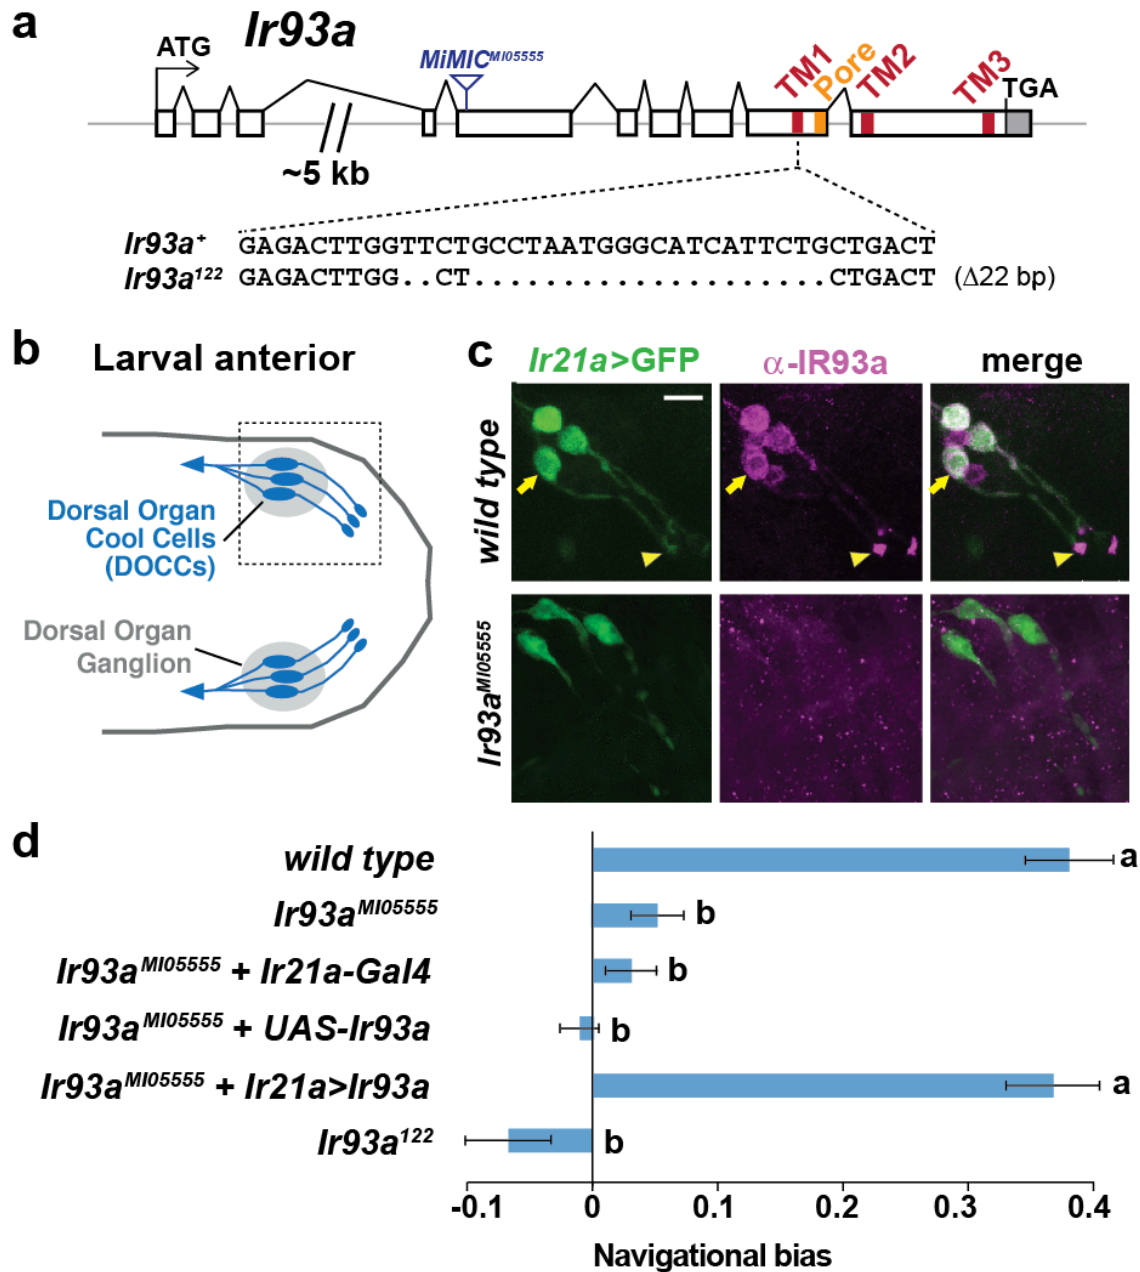 a
Ir93a
ATG
MiMIC^MI05555
TM1
Pore
TM2
TM3
TGA
~5 kb
Ir93a⁺ GAGACTTGGTTCTGCCTAATGGGCATCATTCTGCTGACT
Ir93a¹²² GAGACTTGG..CT....................CTGACT (Δ22 bp)
b
Larval anterior
Dorsal Organ
Cool Cells
(DOCCs)
Dorsal Organ
Ganglion
c
Ir21a>GFP
α-IR93a
merge
wild type
Ir93a^MI05555
d
wild type a
Ir93a^MI05555 b
Ir93a^MI05555 + Ir21a-Gal4 b
Ir93a^MI05555 + UAS-Ir93a b
Ir93a^MI05555 + Ir21a>Ir93a a
Ir93a¹²² b
-0.1 0 0.1 0.2 0.3 0.4
Navigational bias